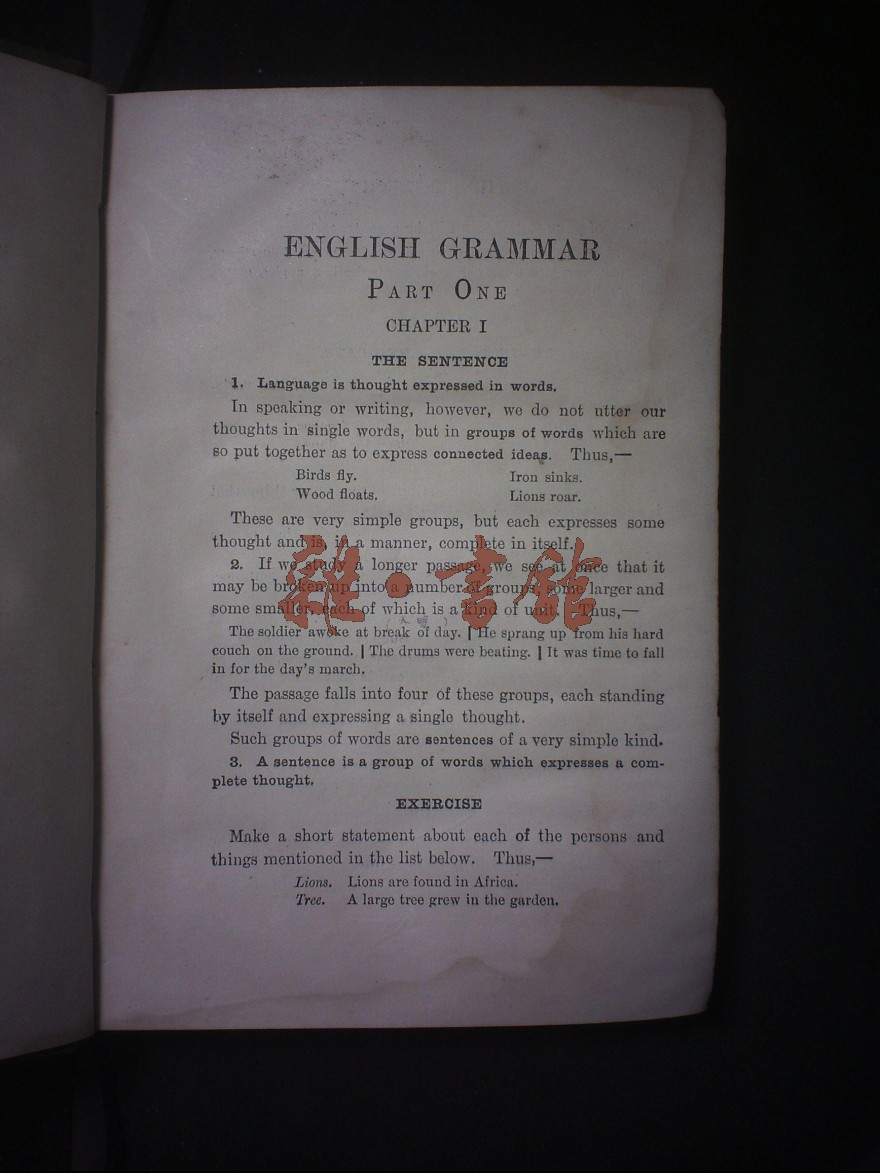 ENGLISH GRAMMAR
PART ONE
CHAPTER I
THE SENTENCE
1. Language is thought expressed in words.
In speaking or writing, however, we do not utter our
thoughts in single words, but in groups of words which are
so put together as to express connected ideas. Thus,—
Birds fly. Iron sinks.
Wood floats. Lions roar.
These are very simple groups, but each expresses some
thought and is, in a manner, complete in itself.
2. If we study a longer passage, we see at once that it
may be broken up into a number of groups, some larger and
some smaller, each of which is a kind of unit. Thus,—
The soldier awoke at break of day. | He sprang up from his hard
couch on the ground. | The drums were beating. | It was time to fall
in for the day's march.
The passage falls into four of these groups, each standing
by itself and expressing a single thought.
Such groups of words are sentences of a very simple kind.
3. A sentence is a group of words which expresses a com-
plete thought.
EXERCISE
Make a short statement about each of the persons and
things mentioned in the list below. Thus,—
Lions. Lions are found in Africa.
Tree. A large tree grew in the garden.
雜·書館